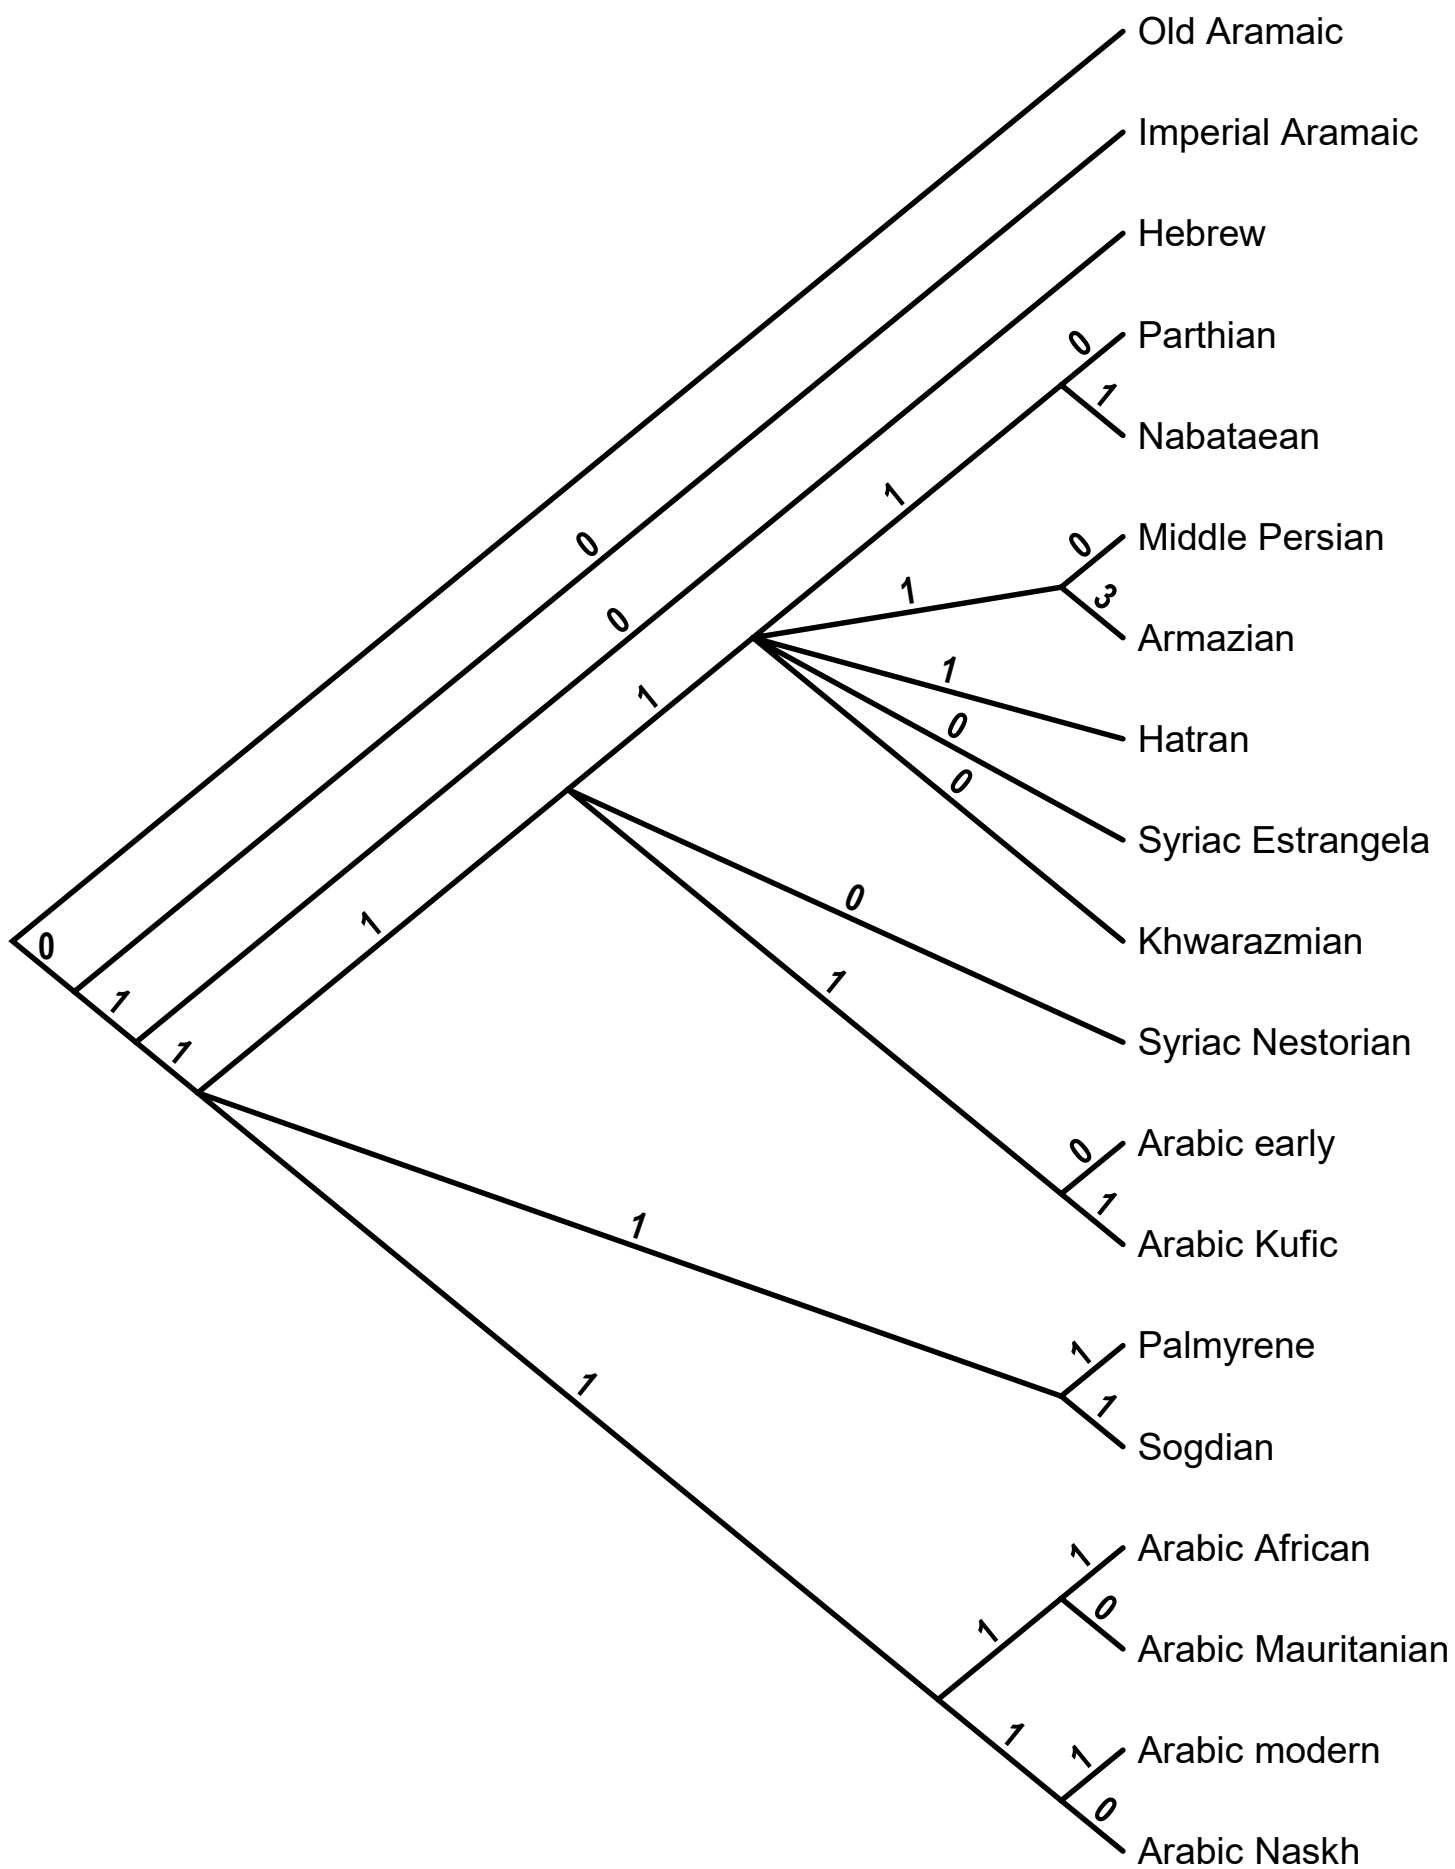 Old Aramaic
Imperial Aramaic
Hebrew
0
Parthian
1
Nabataean
1
0
Middle Persian
0
1
3
Armazian
0
1
1
Hatran
0
0
Syriac Estrangela
0
1
0
Khwarazmian
1
1
Syriac Nestorian
1
0
Arabic early
1
Arabic Kufic
1
1
Palmyrene
1
1
Sogdian
1
Arabic African
1
0
Arabic Mauritanian
1
1
Arabic modern
0
Arabic Naskh